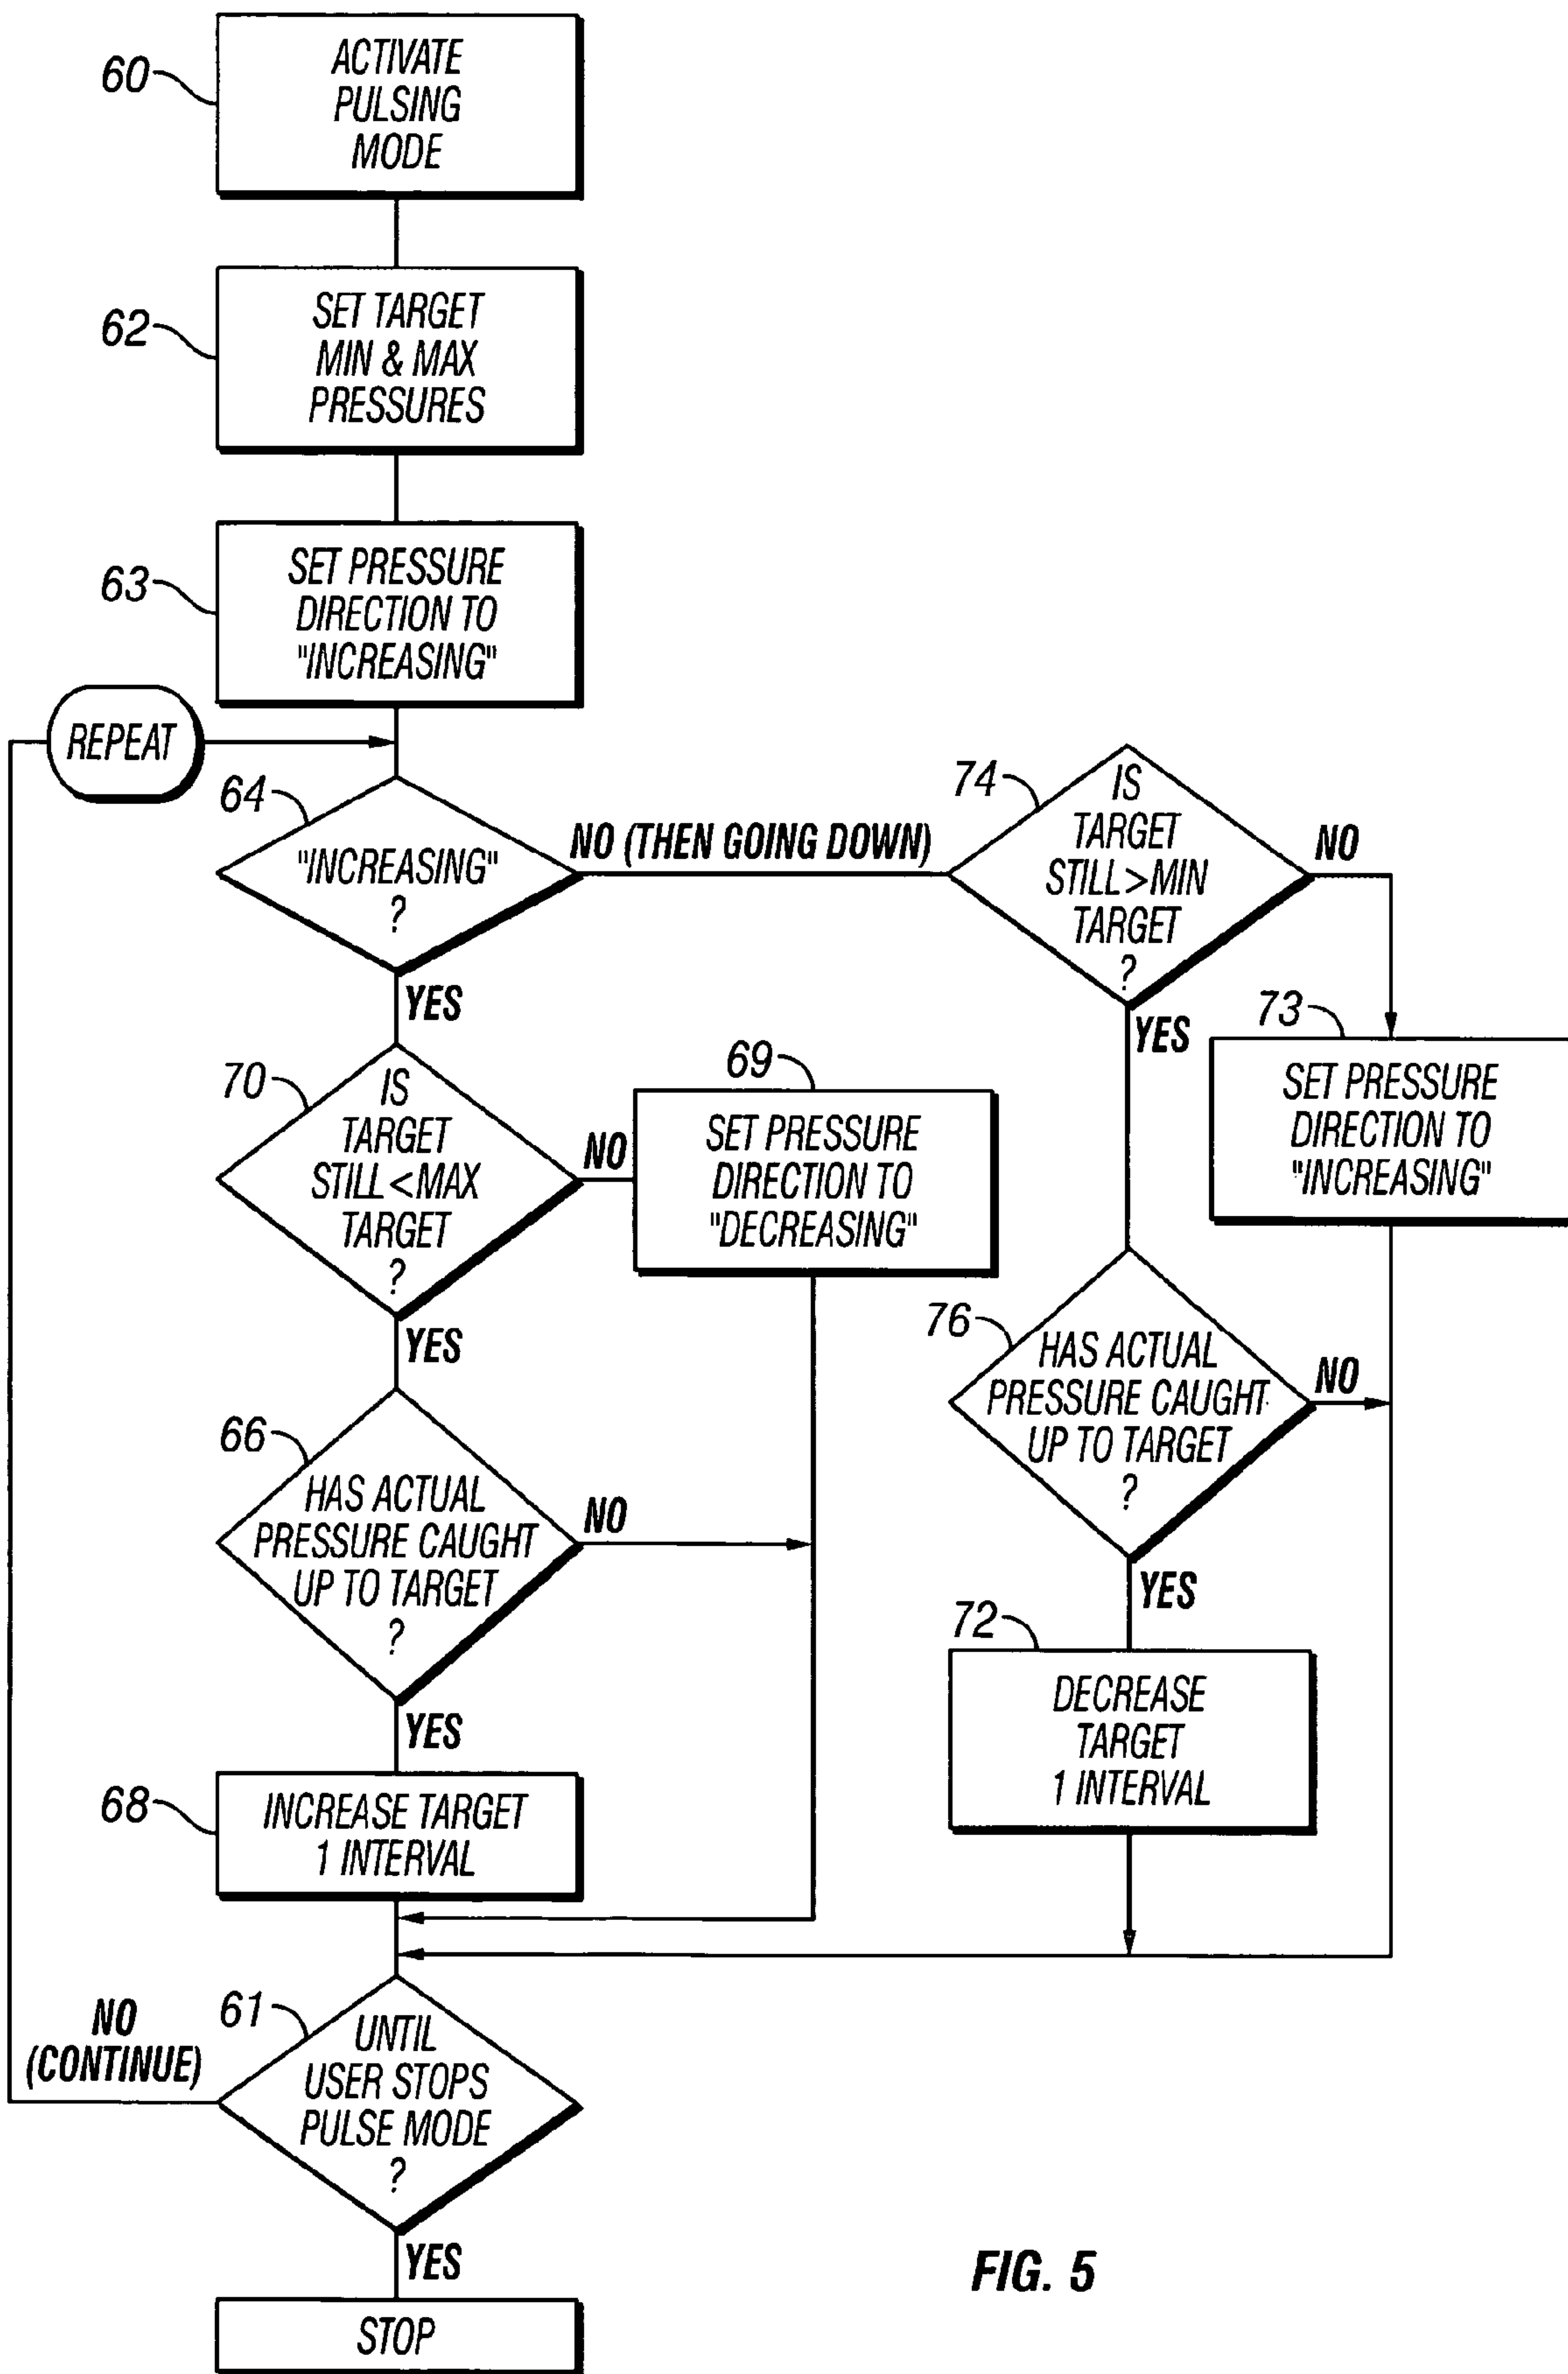 60
ACTIVATE
PULSING
MODE
62
SET TARGET
MIN & MAX
PRESSURES
63
SET PRESSURE
DIRECTION TO
"INCREASING"
REPEAT
64
"INCREASING"
?
NO (THEN GOING DOWN)
YES
74
IS
TARGET
STILL>MIN
TARGET
?
NO
YES
73
SET PRESSURE
DIRECTION TO
"INCREASING"
70
IS
TARGET
STILL<MAX
TARGET
?
NO
YES
69
SET PRESSURE
DIRECTION TO
"DECREASING"
76
HAS ACTUAL
PRESSURE CAUGHT
UP TO TARGET
?
NO
YES
66
HAS ACTUAL
PRESSURE CAUGHT
UP TO TARGET
?
NO
YES
72
DECREASE
TARGET
1 INTERVAL
68
INCREASE TARGET
1 INTERVAL
61
UNTIL
USER STOPS
PULSE MODE
?
NO
(CONTINUE)
YES
STOP
FIG. 5